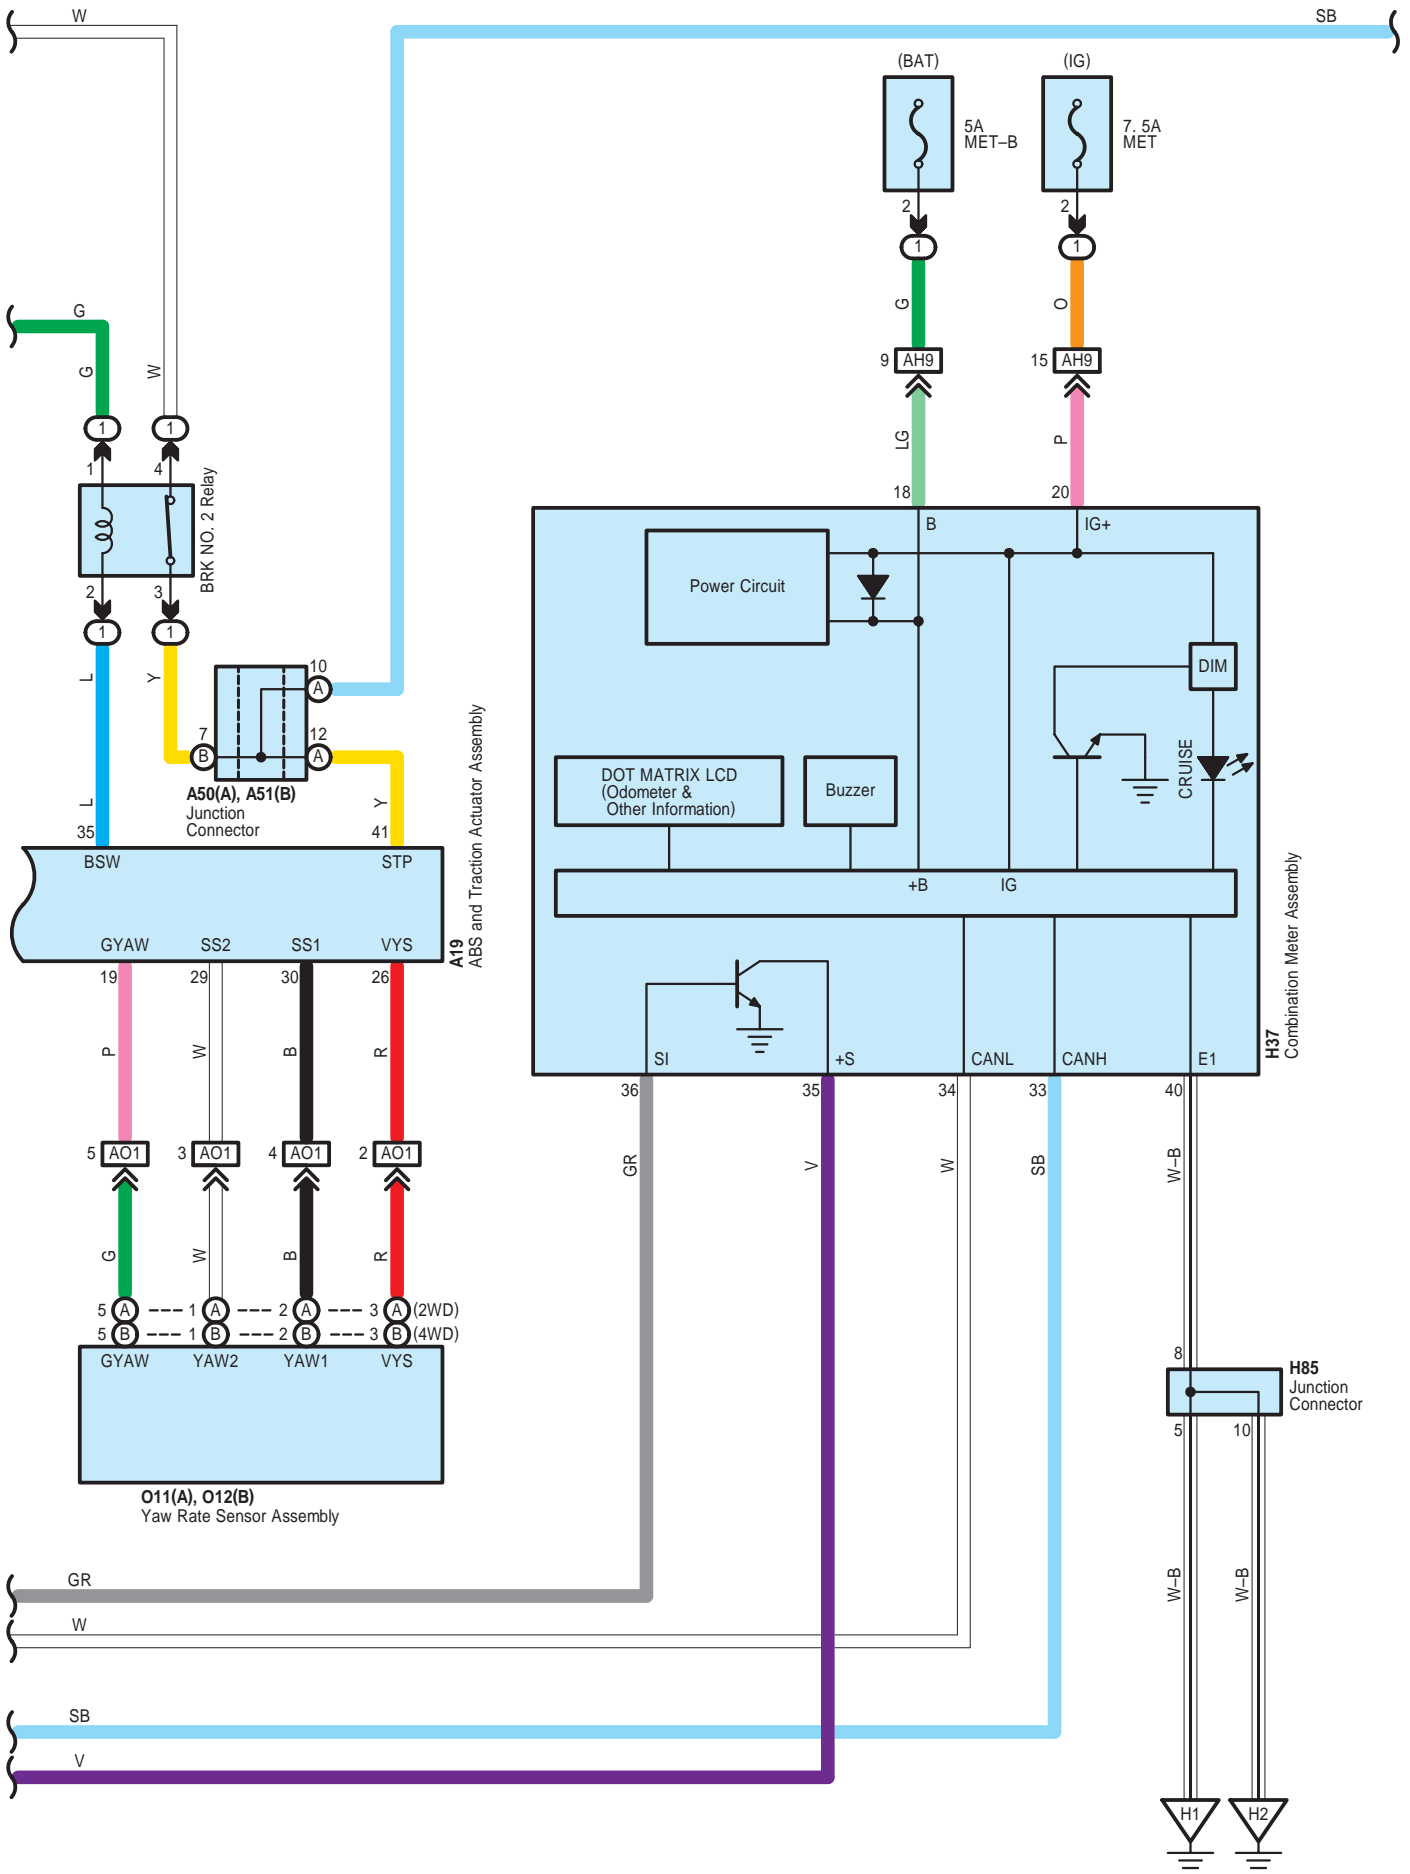 W
SB
(BAT)
(IG)
5A
MET–B
7. 5A
MET
2
2
1
1
G
O
9 AH9
15 AH9
LG
P
18
20
G
G
W
1
1
1
4
BRK NO. 2 Relay
2
3
1
1
L
Y
10
A
7
B
12
A
A50(A), A51(B)
Junction
Connector
L
Y
35
41
BSW
STP
GYAW
SS2
SS1
VYS
A19
ABS and Traction Actuator Assembly
19
29
30
26
P
W
B
R
5 AO1
3 AO1
4 AO1
2 AO1
G
W
B
R
5 A
1 A
2 A
3 A (2WD)
5 B
1 B
2 B
3 B (4WD)
GYAW
YAW2
YAW1
VYS
O11(A), O12(B)
Yaw Rate Sensor Assembly
B
IG+
Power Circuit
DIM
CRUISE
DOT MATRIX LCD
(Odometer &
Other Information)
Buzzer
+B
IG
SI
+S
CANL
CANH
E1
H37
Combination Meter Assembly
36
35
34
33
40
GR
V
W
SB
W–B
8
H85
Junction
Connector
5
10
W–B
W–B
GR
W
SB
V
H1
H2